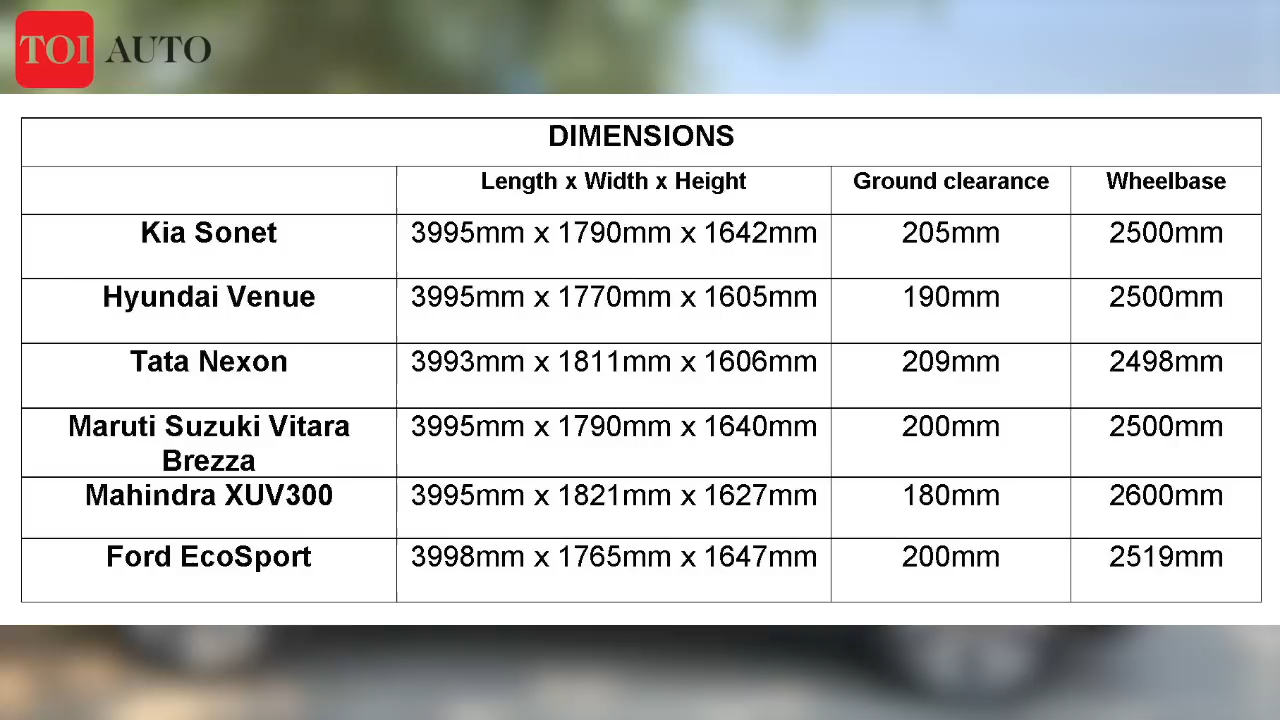 TOI AUTO
DIMENSIONS
Length x Width x Height Ground clearance Wheelbase
Kia Sonet 3995mm x 1790mm x 1642mm 205mm 2500mm
Hyundai Venue 3995mm x 1770mm x 1605mm 190mm 2500mm
Tata Nexon 3993mm x 1811mm x 1606mm 209mm 2498mm
Maruti Suzuki Vitara 3995mm x 1790mm x 1640mm 200mm 2500mm
Brezza
Mahindra XUV300 3995mm x 1821mm x 1627mm 180mm 2600mm
Ford EcoSport 3998mm x 1765mm x 1647mm 200mm 2519mm